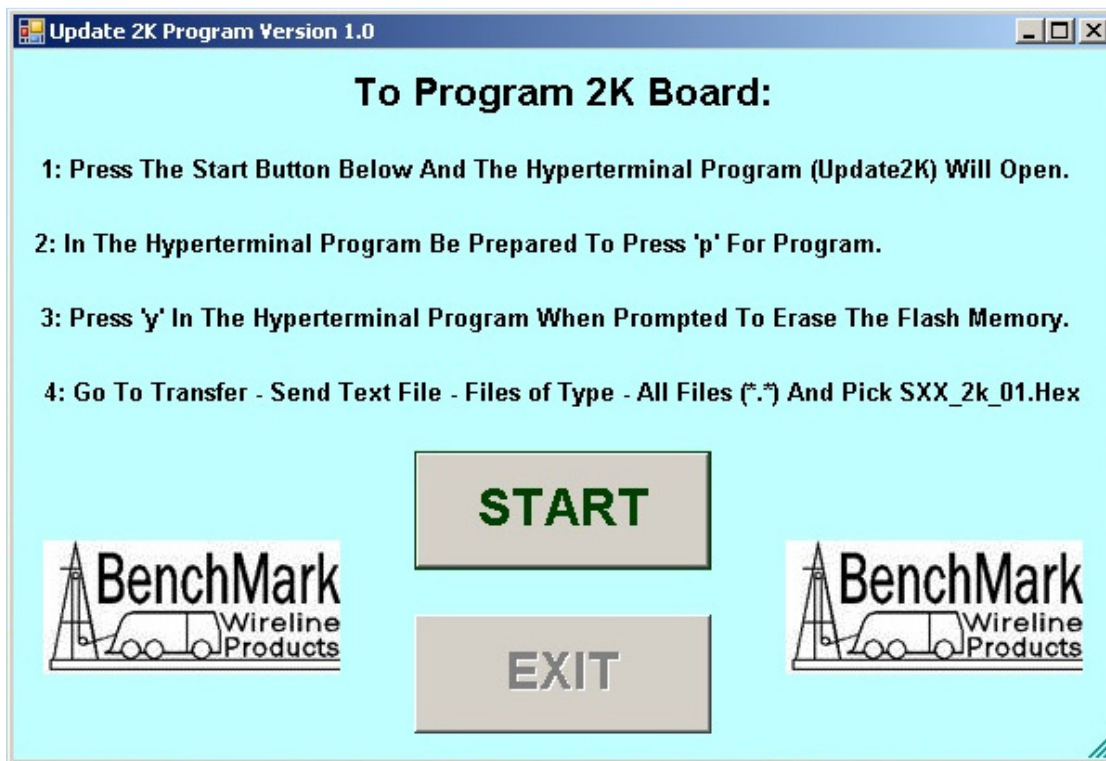 Update 2K Program Version 1.0
To Program 2K Board:
1: Press The Start Button Below And The Hyperterminal Program (Update2K) Will Open.
2: In The Hyperterminal Program Be Prepared To Press 'p' For Program.
3: Press 'y' In The Hyperterminal Program When Prompted To Erase The Flash Memory.
4: Go To Transfer - Send Text File - Files of Type - All Files (*.*) And Pick SXX_2k_01.Hex
START
BenchMark
Wireline
Products
BenchMark
Wireline
Products
EXIT